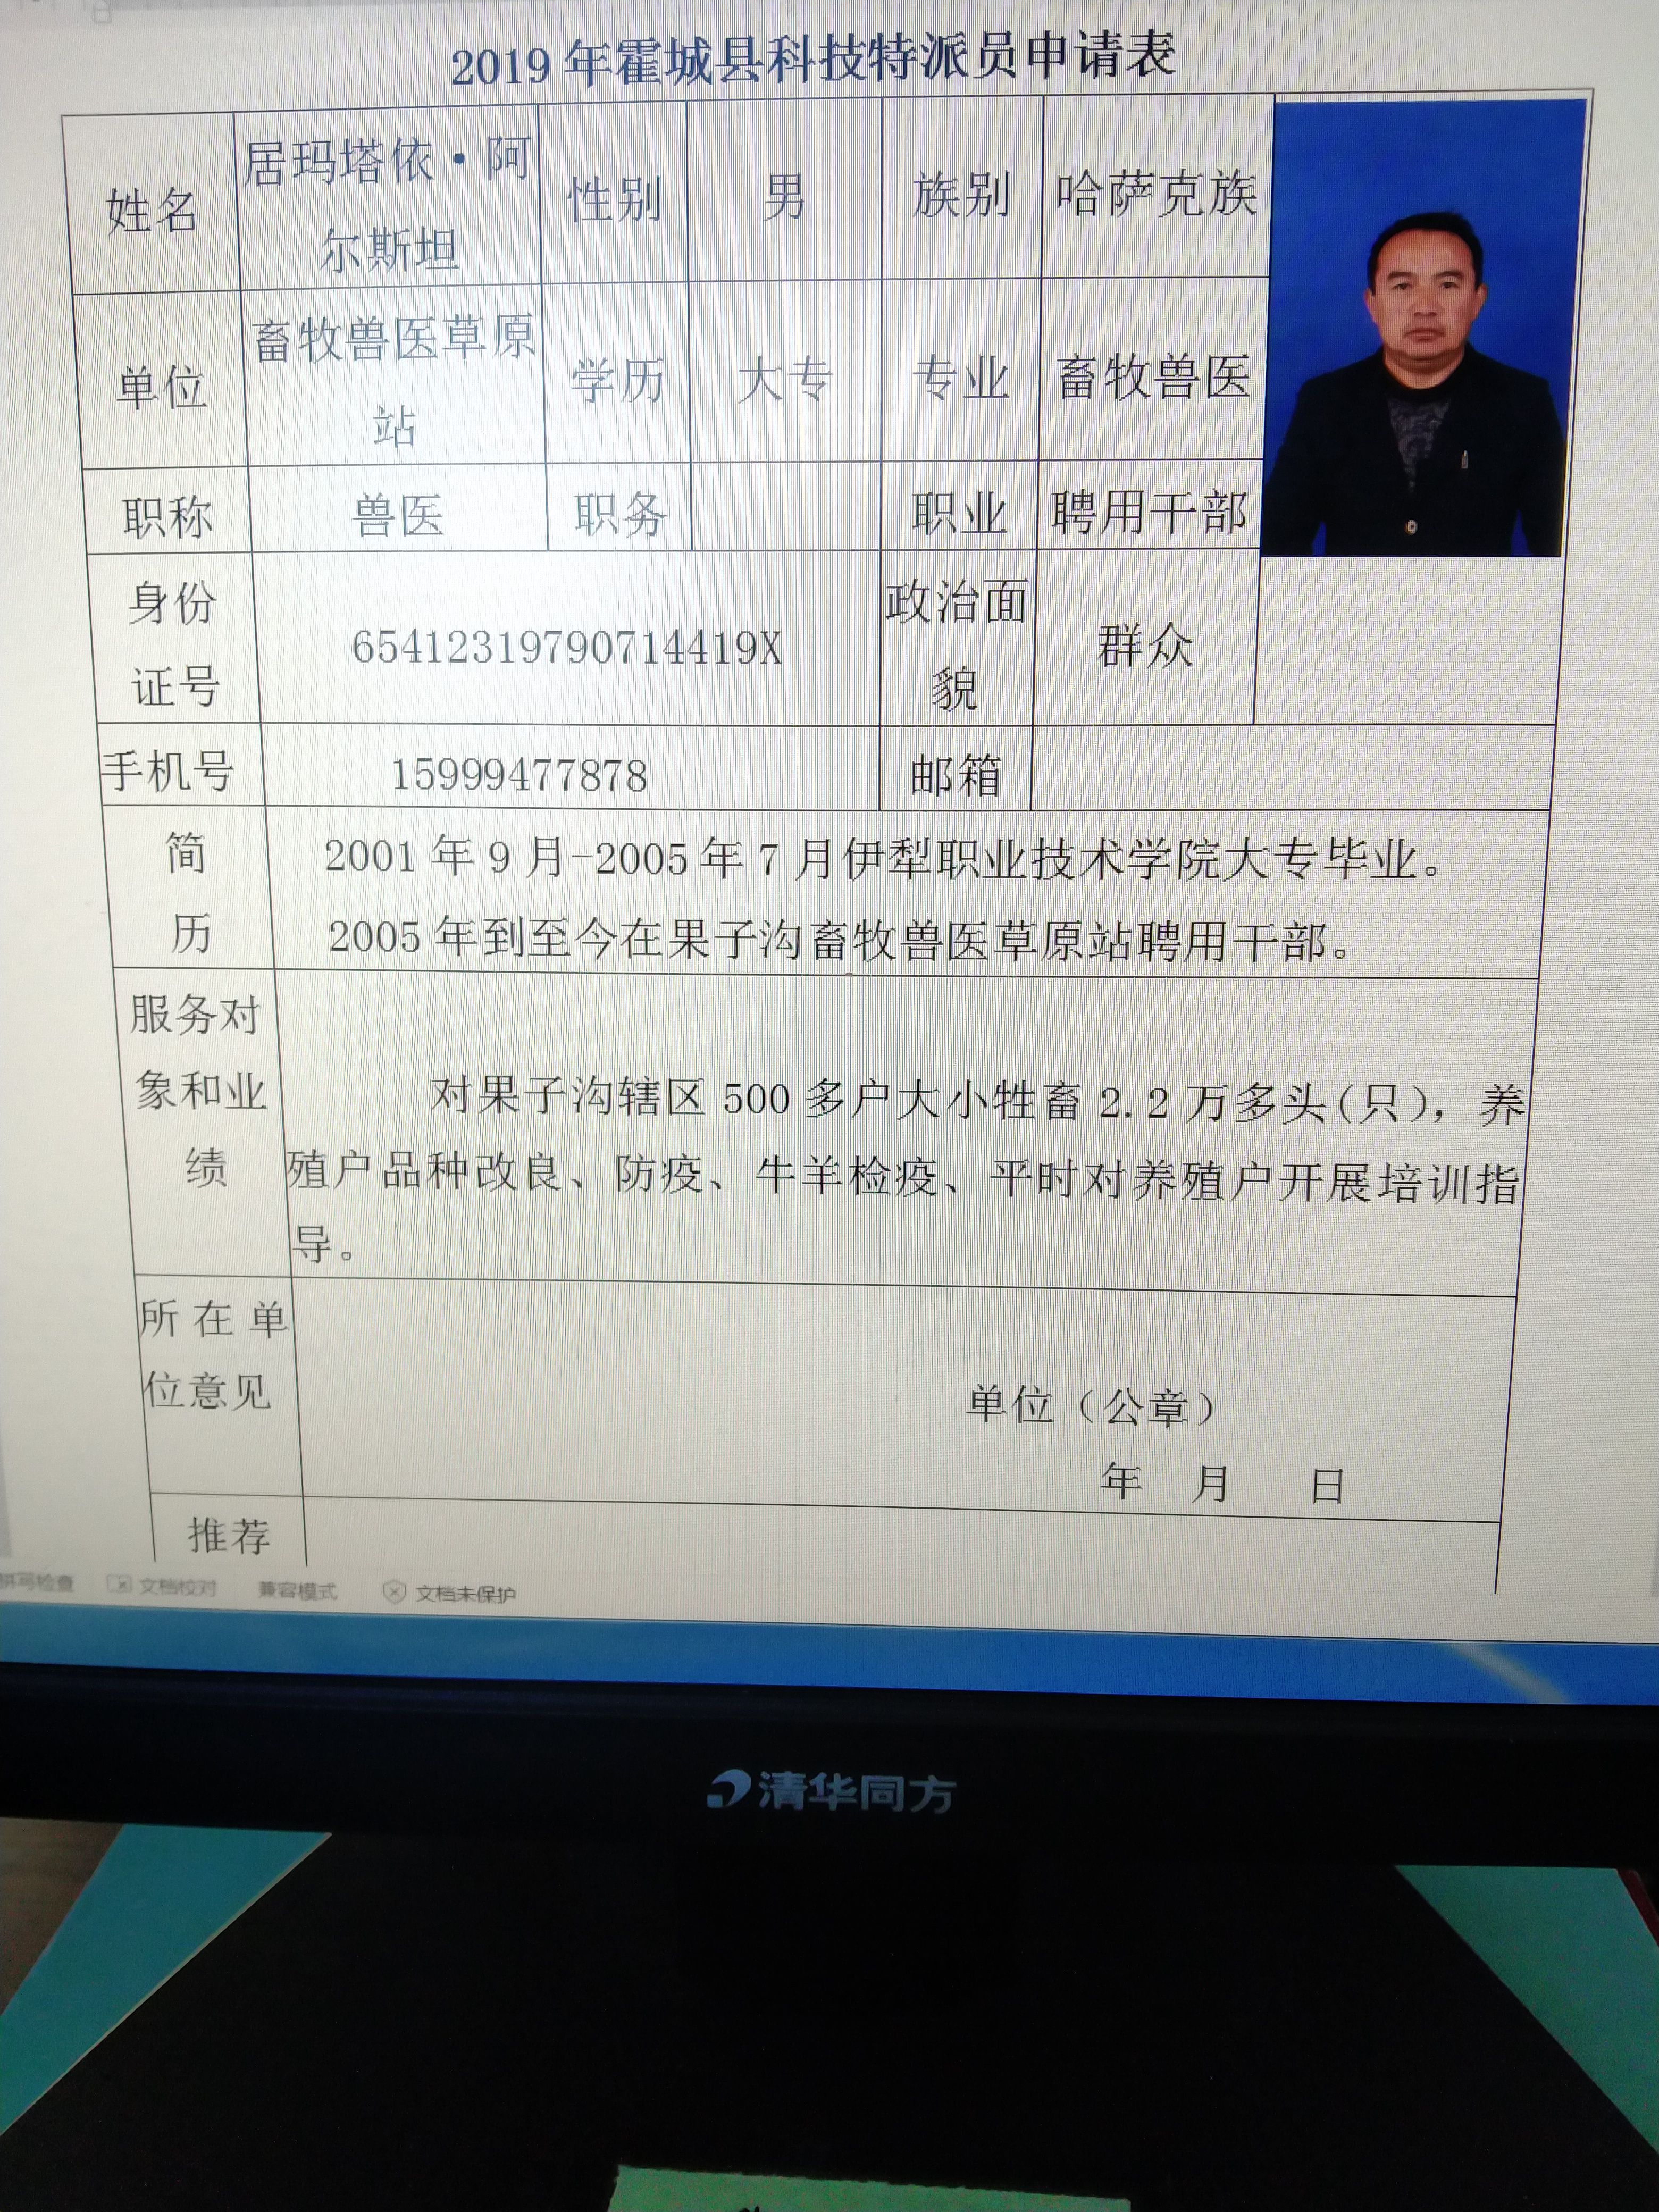 2019年霍城县科技特派员申请表
姓名 居玛塔依·阿尔斯坦 性别 男 族别 哈萨克族
单位 畜牧兽医草原站 学历 大专 专业 畜牧兽医
职称 兽医 职务 职业 聘用干部
身份证号 65412319790714419X 政治面貌 群众
手机号 15999477878 邮箱
简历
2001年9月-2005年7月伊犁职业技术学院大专毕业。
2005年到至今在果子沟畜牧兽医草原站聘用干部。
服务对象和业绩
对果子沟辖区500多户大小牲畜2.2万多头(只)，养
殖户品种改良、防疫、牛羊检疫、平时对养殖户开展培训指
导。
所在单位意见
单位（公章）
年 月 日
推荐
拼写检查 文档校对 兼容模式 文档未保护
清华同方